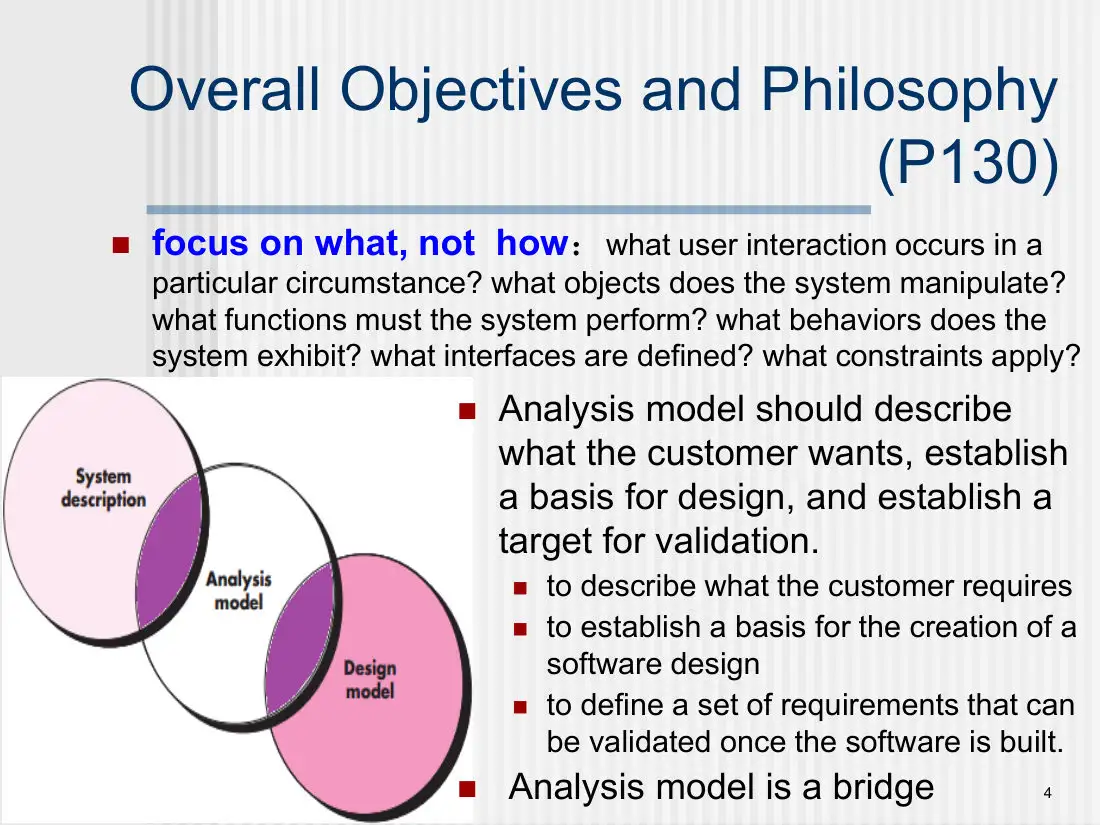 Overall Objectives and Philosophy
(P130)
focus on what, not how： what user interaction occurs in a
particular circumstance? what objects does the system manipulate?
what functions must the system perform? what behaviors does the
system exhibit? what interfaces are defined? what constraints apply?
System
description
Analysis
model
Design
model
Analysis model should describe
what the customer wants, establish
a basis for design, and establish a
target for validation.
to describe what the customer requires
to establish a basis for the creation of a
software design
to define a set of requirements that can
be validated once the software is built.
Analysis model is a bridge
4